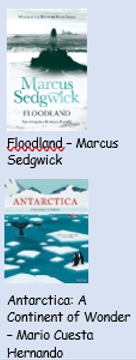 Marcus
Sedgwick
FLOODLAND
Floodland – Marcus
Sedgwick
ANTARCTICA
Antarctica: A
Continent of Wonder
– Mario Cuesta
Hernando